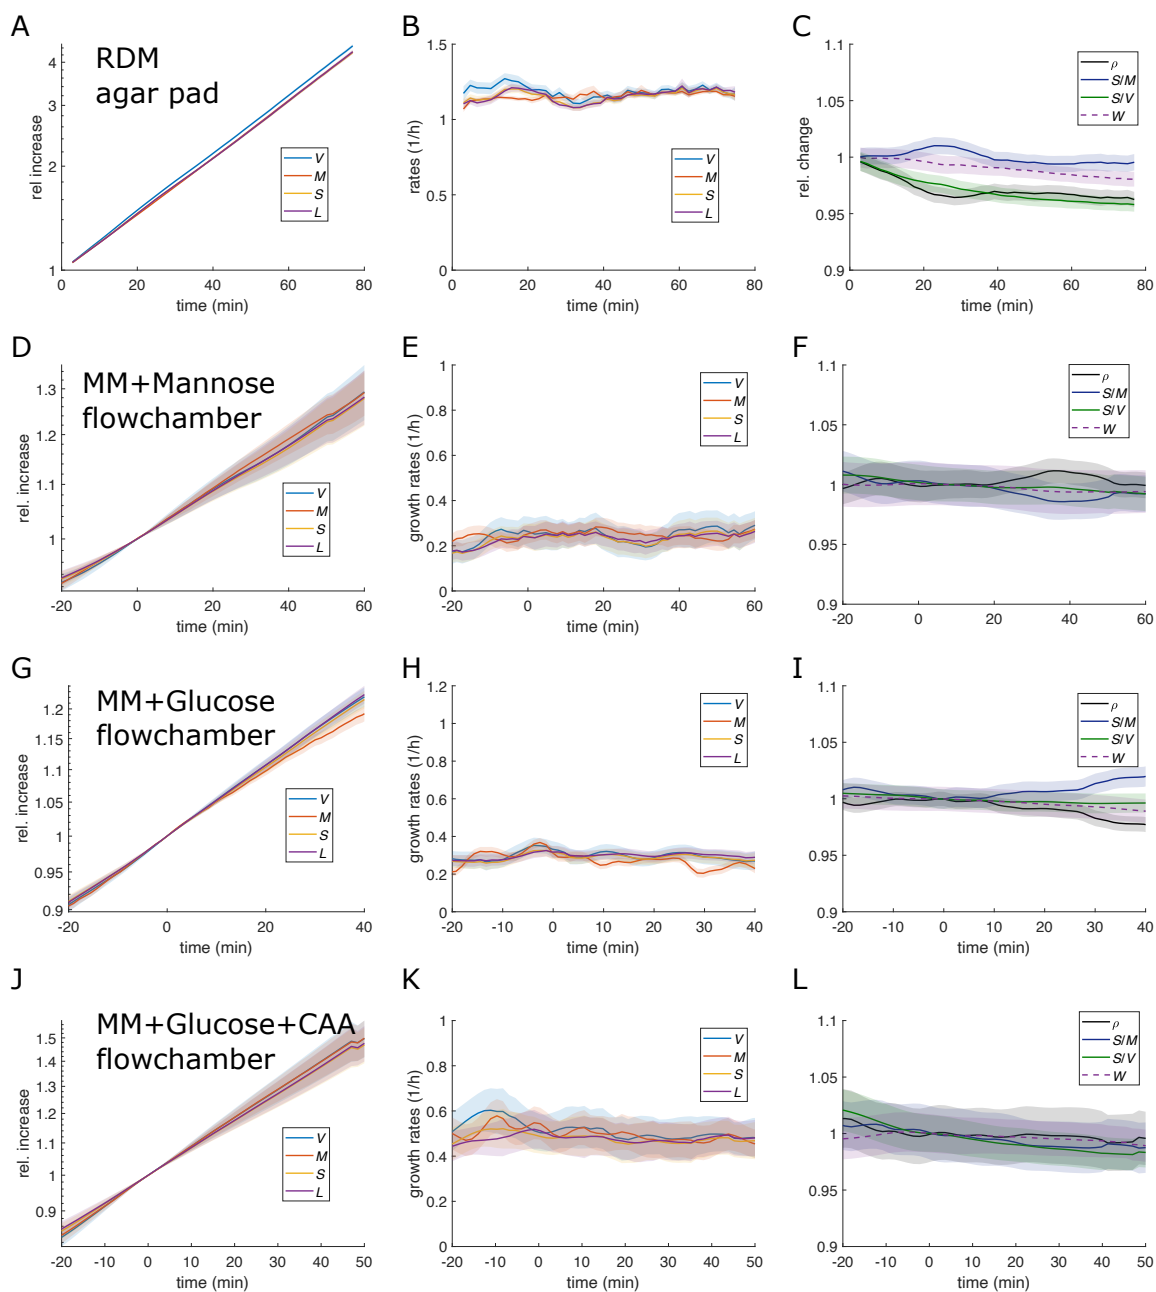 A
RDM
agar pad
rel increase
4
3
2
1
0
20
40
60
80
time (min)
V
M
S
L
B
rates (1/h)
1.5
1
0.5
0
0
20
40
60
80
time (min)
V
M
S
L
C
rel. change
1.1
1.05
1
0.95
0.9
0
20
40
60
80
time (min)
ρ
S/M
S/V
W
D
MM+Mannose
flowchamber
rel. increase
1.3
1.2
1.1
1
-20
0
20
40
60
time (min)
V
M
S
L
E
growth rates (1/h)
1
0.8
0.6
0.4
0.2
0
-20
0
20
40
60
time (min)
V
M
S
L
F
1.1
1.05
1
0.95
0.9
-20
0
20
40
60
time (min)
ρ
S/M
S/V
W
G
MM+Glucose
flowchamber
rel. increase
1.2
1.15
1.1
1.05
1
0.95
0.9
-20
0
20
40
time (min)
V
M
S
L
H
growth rates (1/h)
1.2
1
0.8
0.6
0.4
0.2
0
-20
-10
0
10
20
30
40
time (min)
V
M
S
L
I
1.1
1.05
1
0.95
0.9
-20
-10
0
10
20
30
40
time (min)
ρ
S/M
S/V
W
J
MM+Glucose+CAA
flowchamber
rel. increase
1.5
1.4
1.3
1.2
1.1
1
0.9
-20
-10
0
10
20
30
40
50
time (min)
V
M
S
L
K
growth rates (1/h)
1
0.8
0.6
0.4
0.2
0
-20
-10
0
10
20
30
40
50
time (min)
V
M
S
L
L
1.1
1.05
1
0.95
0.9
-20
-10
0
10
20
30
40
50
time (min)
ρ
S/M
S/V
W